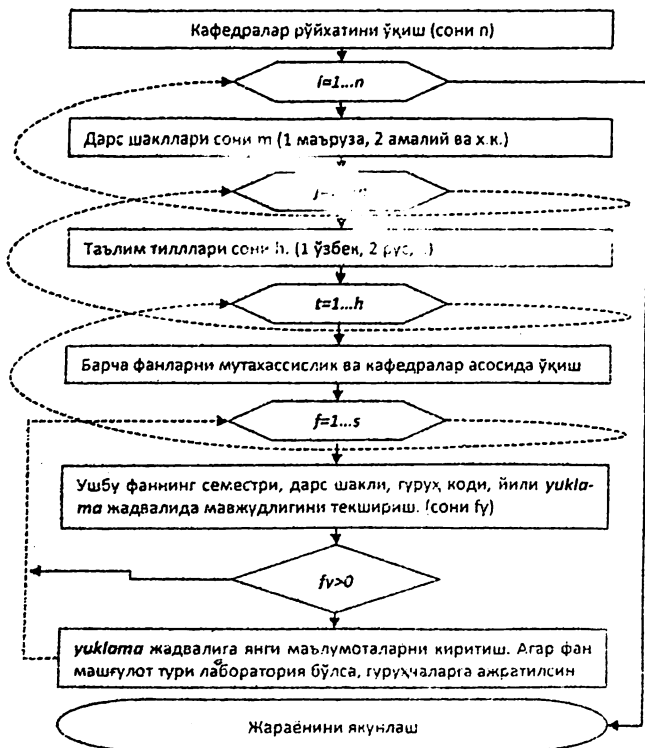 Кафедралар рўйхатини ўқиш (сони n)
i=1...n
Дарс шакллари сони m (1 маъруза, 2 амалий ва х.к.)
Таълим тилллари сони h. (1 ўзбек, 2 рус,
t=1...h
Барча фанларни мутахассислик ва кафедралар асосида ўқиш
f=1...s
Ушбу фаннинг семестри, дарс шакли, гуруҳ коди, йили yukla-
ma жадвалида мавжудлигини текшириш. (сони fy)
fy>0
yuklama жадвалига янги маълумоталарни киритиш. Агар фан
машғулот тури лаборатория бўлса, гуруҳчаларга ажратилсин
Жараёнини якунлаш